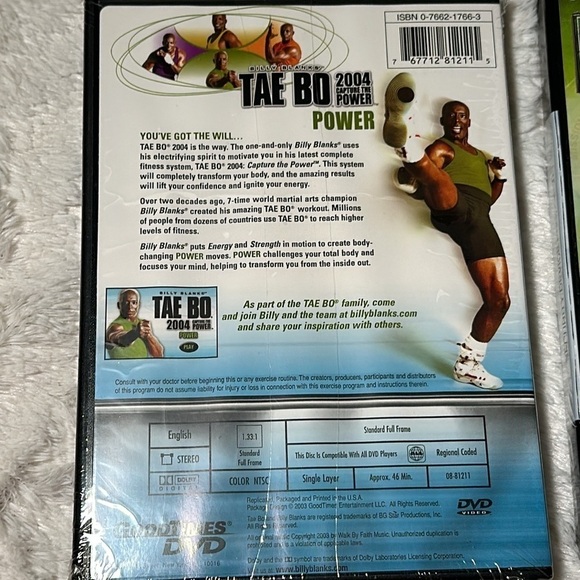 ISBN 0-7662-1766-3
7 67712 81211 5
BILLY BLANKS®
TAE BO® 2004
CAPTURE THE
POWER™
POWER
YOU'VE GOT THE WILL...
TAE BO® 2004 is the way. The one-and-only Billy Blanks® uses
his electrifying spirit to motivate you in his latest complete
fitness system, TAE BO® 2004: Capture the Power™. This system
will completely transform your body, and the amazing results
will lift your confidence and ignite your energy.
Over two decades ago, 7-time world martial arts champion
Billy Blanks® created his amazing TAE BO® workout. Millions
of people from dozens of countries use TAE BO® to reach higher
levels of fitness.
Billy Blanks® puts Energy and Strength in motion to create body-
changing POWER moves. POWER challenges your total body and
focuses your mind, helping to transform you from the inside out.
BILLY BLANKS®
TAE BO
2004 CAPTURE THE
POWER
POWER
PLAY
As part of the TAE BO® family, come
and join Billy and the team at billyblanks.com
and share your inspiration with others.
Consult with your doctor before beginning this or any exercise routine. The creators, producers, participants and distributors
of this program do not assume liability for injury or loss in connection with this exercise program and instructions therein.
English 1.33:1 Standard Full Frame
STEREO Standard
Full Frame This Disc Is Compatible With All DVD Players ALL Regional Coded
DOLBY
DIGITAL COLOR NTSC Single Layer Approx. 46 Min. 08-81211
Replicated, Packaged and Printed in the U.S.A.
Package Design © 2003 GoodTimes Entertainment LLC. All Rights Reserved.
Tae Bo and Billy Blanks are registered trademarks of BG Star Productions, Inc.
All Rights Reserved.
All original music Copyright 2003 by Walk By Faith Music. Unauthorized duplication is
prohibited and is a violation of applicable laws.
Dolby and the DD symbol are trademarks of Dolby Laboratories Licensing Corporation.
www.billyblanks.com
DVD
VIDEO
GOODTIMES
DVD
10016